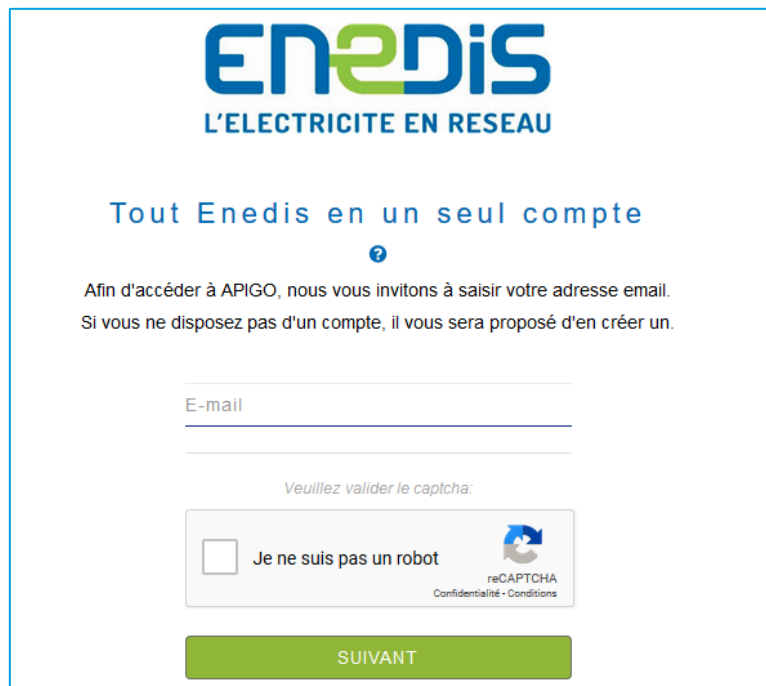 ENEDIS
L'ELECTRICITE EN RESEAU
Tout Enedis en un seul compte
?
Afin d'accéder à APIGO, nous vous invitons à saisir votre adresse email.
Si vous ne disposez pas d'un compte, il vous sera proposé d'en créer un.
E-mail
Veuillez valider le captcha:
Je ne suis pas un robot
reCAPTCHA
Confidentialité - Conditions
SUIVANT